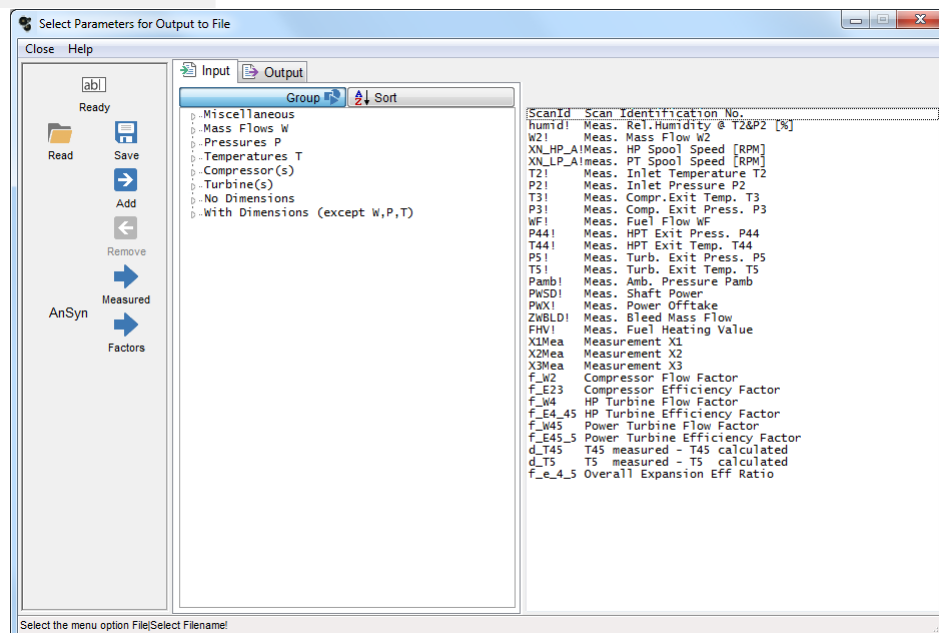 Select Parameters for Output to File
Close Help
abl
Ready
Read
Save
Add
Remove
Measured
AnSyn
Factors
Input
Output
Group
A Z Sort
Miscellaneous
Mass Flows W
Pressures P
Temperatures T
Compressor(s)
Turbine(s)
No Dimensions
With Dimensions (except W,P,T)
ScanId Scan Identification No.
humid! Meas. Rel.Humidity @ T2&P2 [%]
W2! Meas. Mass Flow W2
XN_HP_A!meas. HP Spool Speed [RPM]
XN_LP_A!meas. PT Spool Speed [RPM]
T2! Meas. Inlet Temperature T2
P2! Meas. Inlet Pressure P2
T3! Meas. Compr.Exit Temp. T3
P3! Meas. Comp. Exit Press. P3
WF! Meas. Fuel Flow WF
P44! Meas. HPT Exit Press. P44
T44! Meas. HPT Exit Temp. T44
P5! Meas. Turb. Exit Press. P5
T5! Meas. Turb. Exit Temp. T5
Pamb! Meas. Amb. Pressure Pamb
PWSD! Meas. Shaft Power
PWX! Meas. Power Offtake
ZWBLD! Meas. Bleed Mass Flow
FHV! Meas. Fuel Heating Value
X1Mea Measurement X1
X2Mea Measurement X2
X3Mea Measurement X3
f_W2 Compressor Flow Factor
f_E23 Compressor Efficiency Factor
f_W4 HP Turbine Flow Factor
f_E4_45 HP Turbine Efficiency Factor
f_W45 Power Turbine Flow Factor
f_E45_5 Power Turbine Efficiency Factor
d_T45 T45 measured - T45 calculated
d_T5 T5 measured - T5 calculated
f_e_4_5 Overall Expansion Eff Ratio
Select the menu option File|Select Filename!